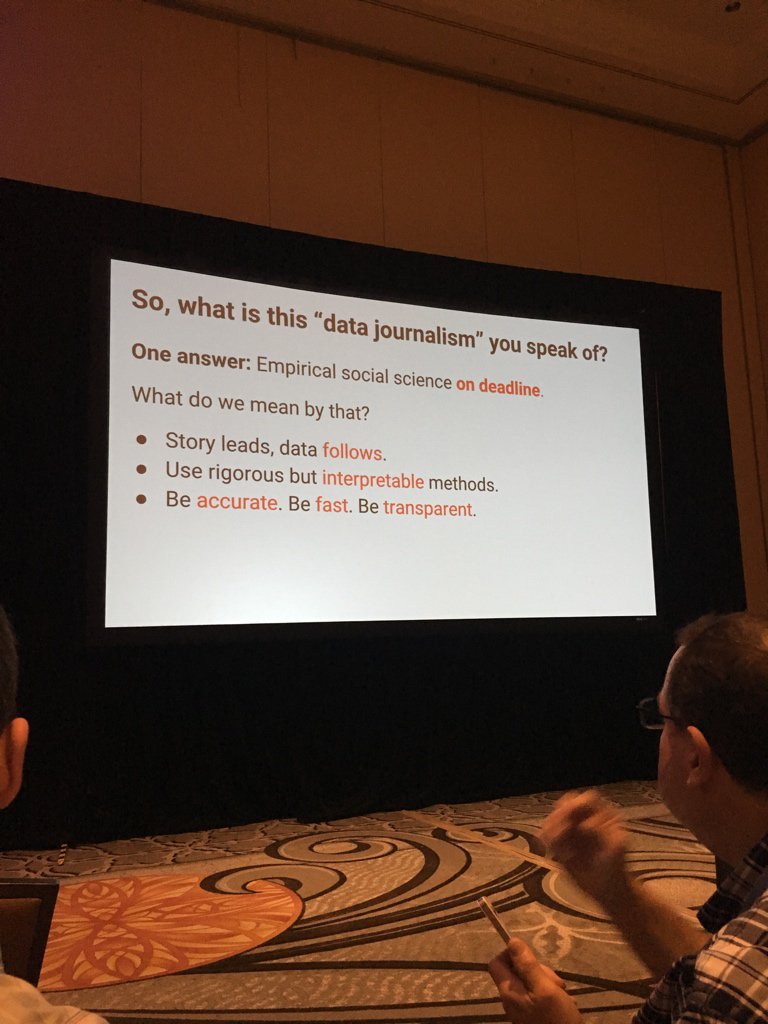 So, what is this “data journalism” you speak of?
One answer: Empirical social science on deadline.
What do we mean by that?
● Story leads, data follows.
● Use rigorous but interpretable methods.
● Be accurate. Be fast. Be transparent.